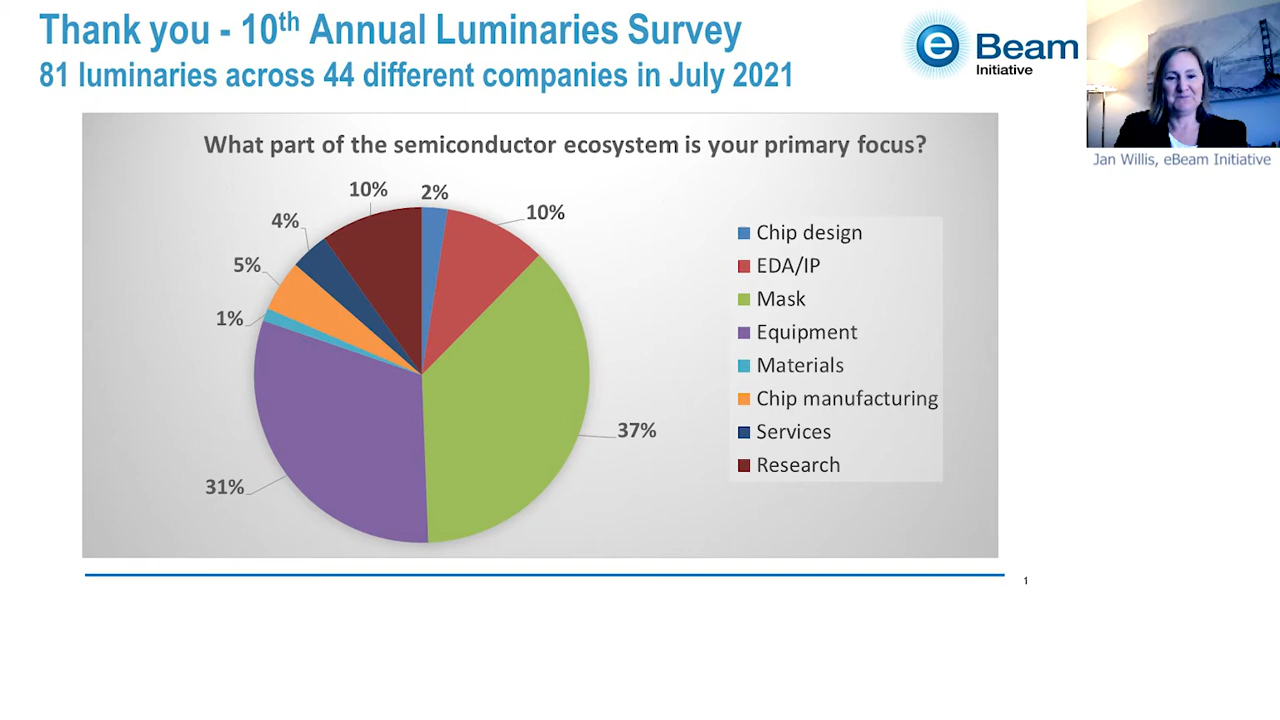 Thank you - 10th Annual Luminaries Survey
81 luminaries across 44 different companies in July 2021
e Beam
Initiative
Jan Willis, eBeam Initiative
What part of the semiconductor ecosystem is your primary focus?
10%
2%
10%
4%
5%
1%
37%
31%
Chip design
EDA/IP
Mask
Equipment
Materials
Chip manufacturing
Services
Research
1